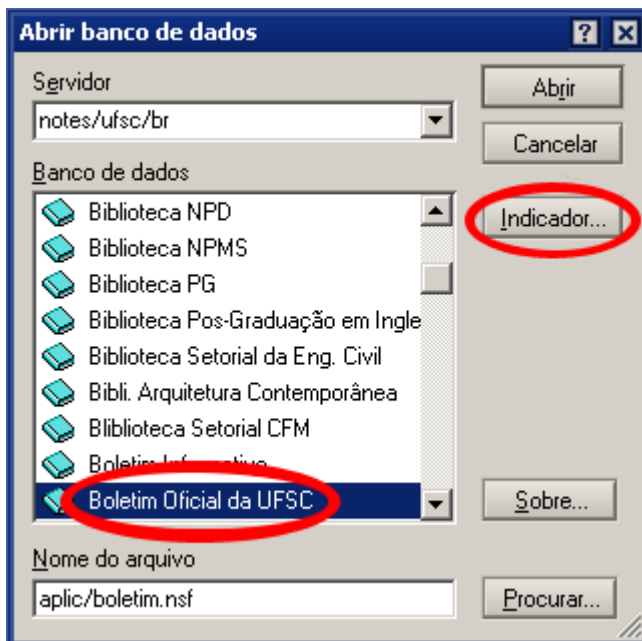 Abrir banco de dados
Servidor
notes/ufsc/br
Abrir
Cancelar
Banco de dados
Indicador...
Biblioteca NPD
Biblioteca NPMS
Biblioteca PG
Biblioteca Pos-Graduação em Ingle
Biblioteca Setorial da Eng. Civil
Bibli. Arquitetura Contemporânea
Bliblioteca Setorial CFM
Boletim Informativo
Boletim Oficial da UFSC
Sobre...
Nome do arquivo
aplic/boletim.nsf
Procurar...